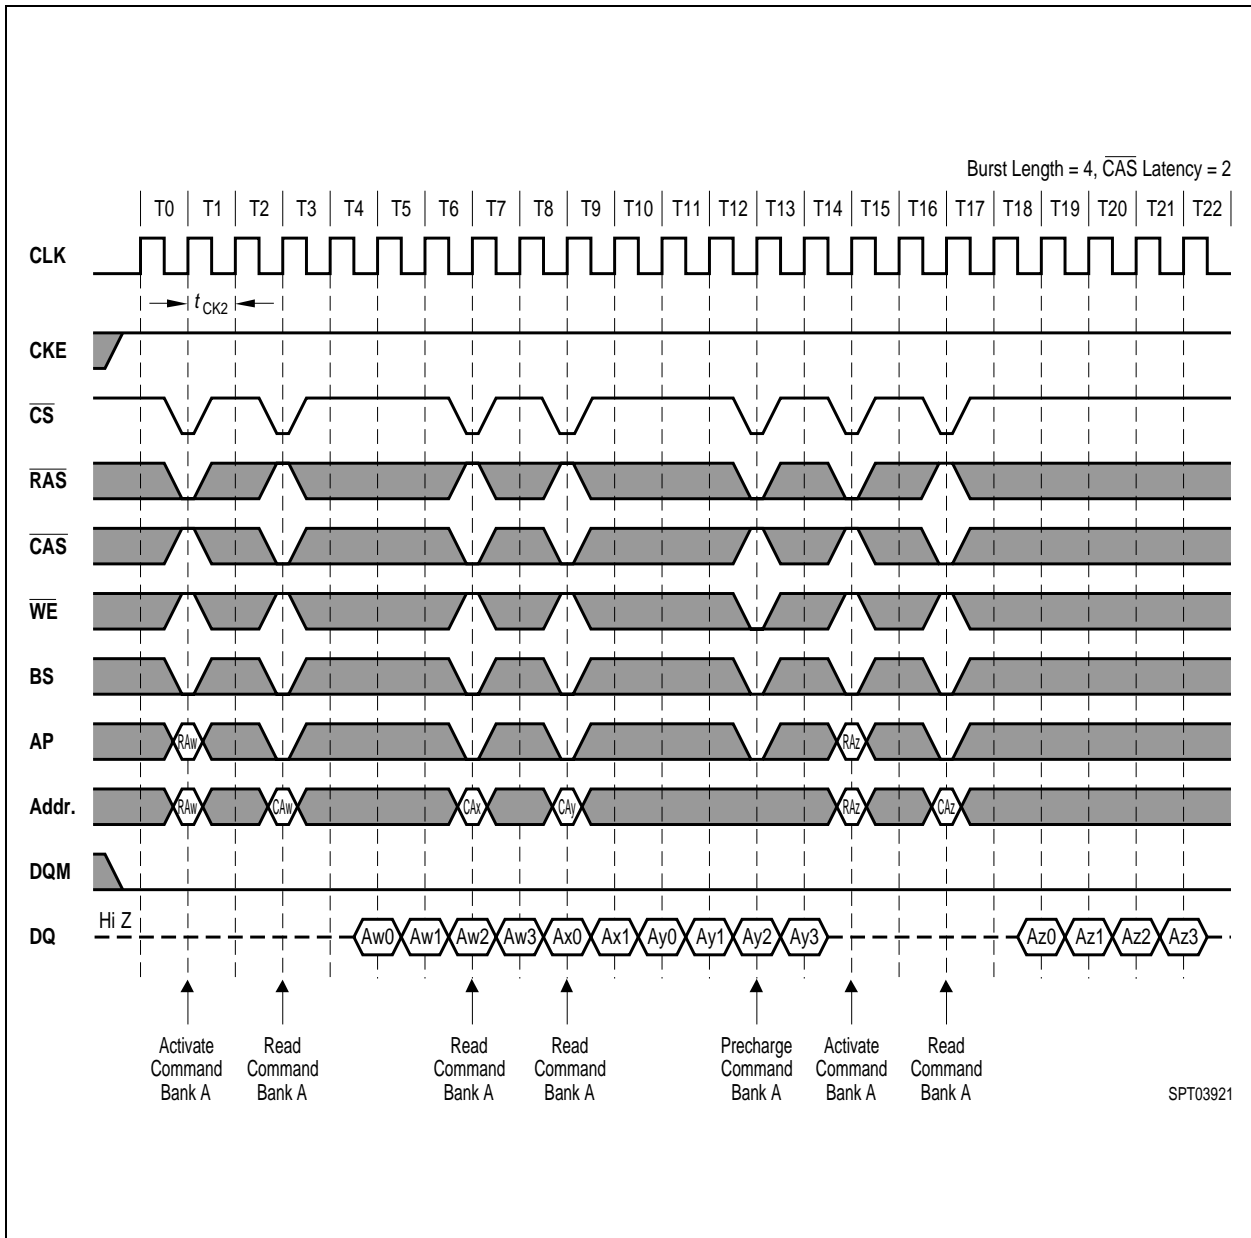 Burst Length = 4, CAS Latency = 2
T0 T1 T2 T3 T4 T5 T6 T7 T8 T9 T10 T11 T12 T13 T14 T15 T16 T17 T18 T19 T20 T21 T22
CLK
t CK2
CKE
CS
RAS
CAS
WE
BS
AP RAw RAz
Addr. RAw CAw CAx CAy RAz CAz
DQM
Hi Z
DQ Aw0 Aw1 Aw2 Aw3 Ax0 Ax1 Ay0 Ay1 Ay2 Ay3 Az0 Az1 Az2 Az3
Activate Read Read Read Precharge Activate Read
Command Command Command Command Command Command Command
Bank A Bank A Bank A Bank A Bank A Bank A Bank A
SPT03921